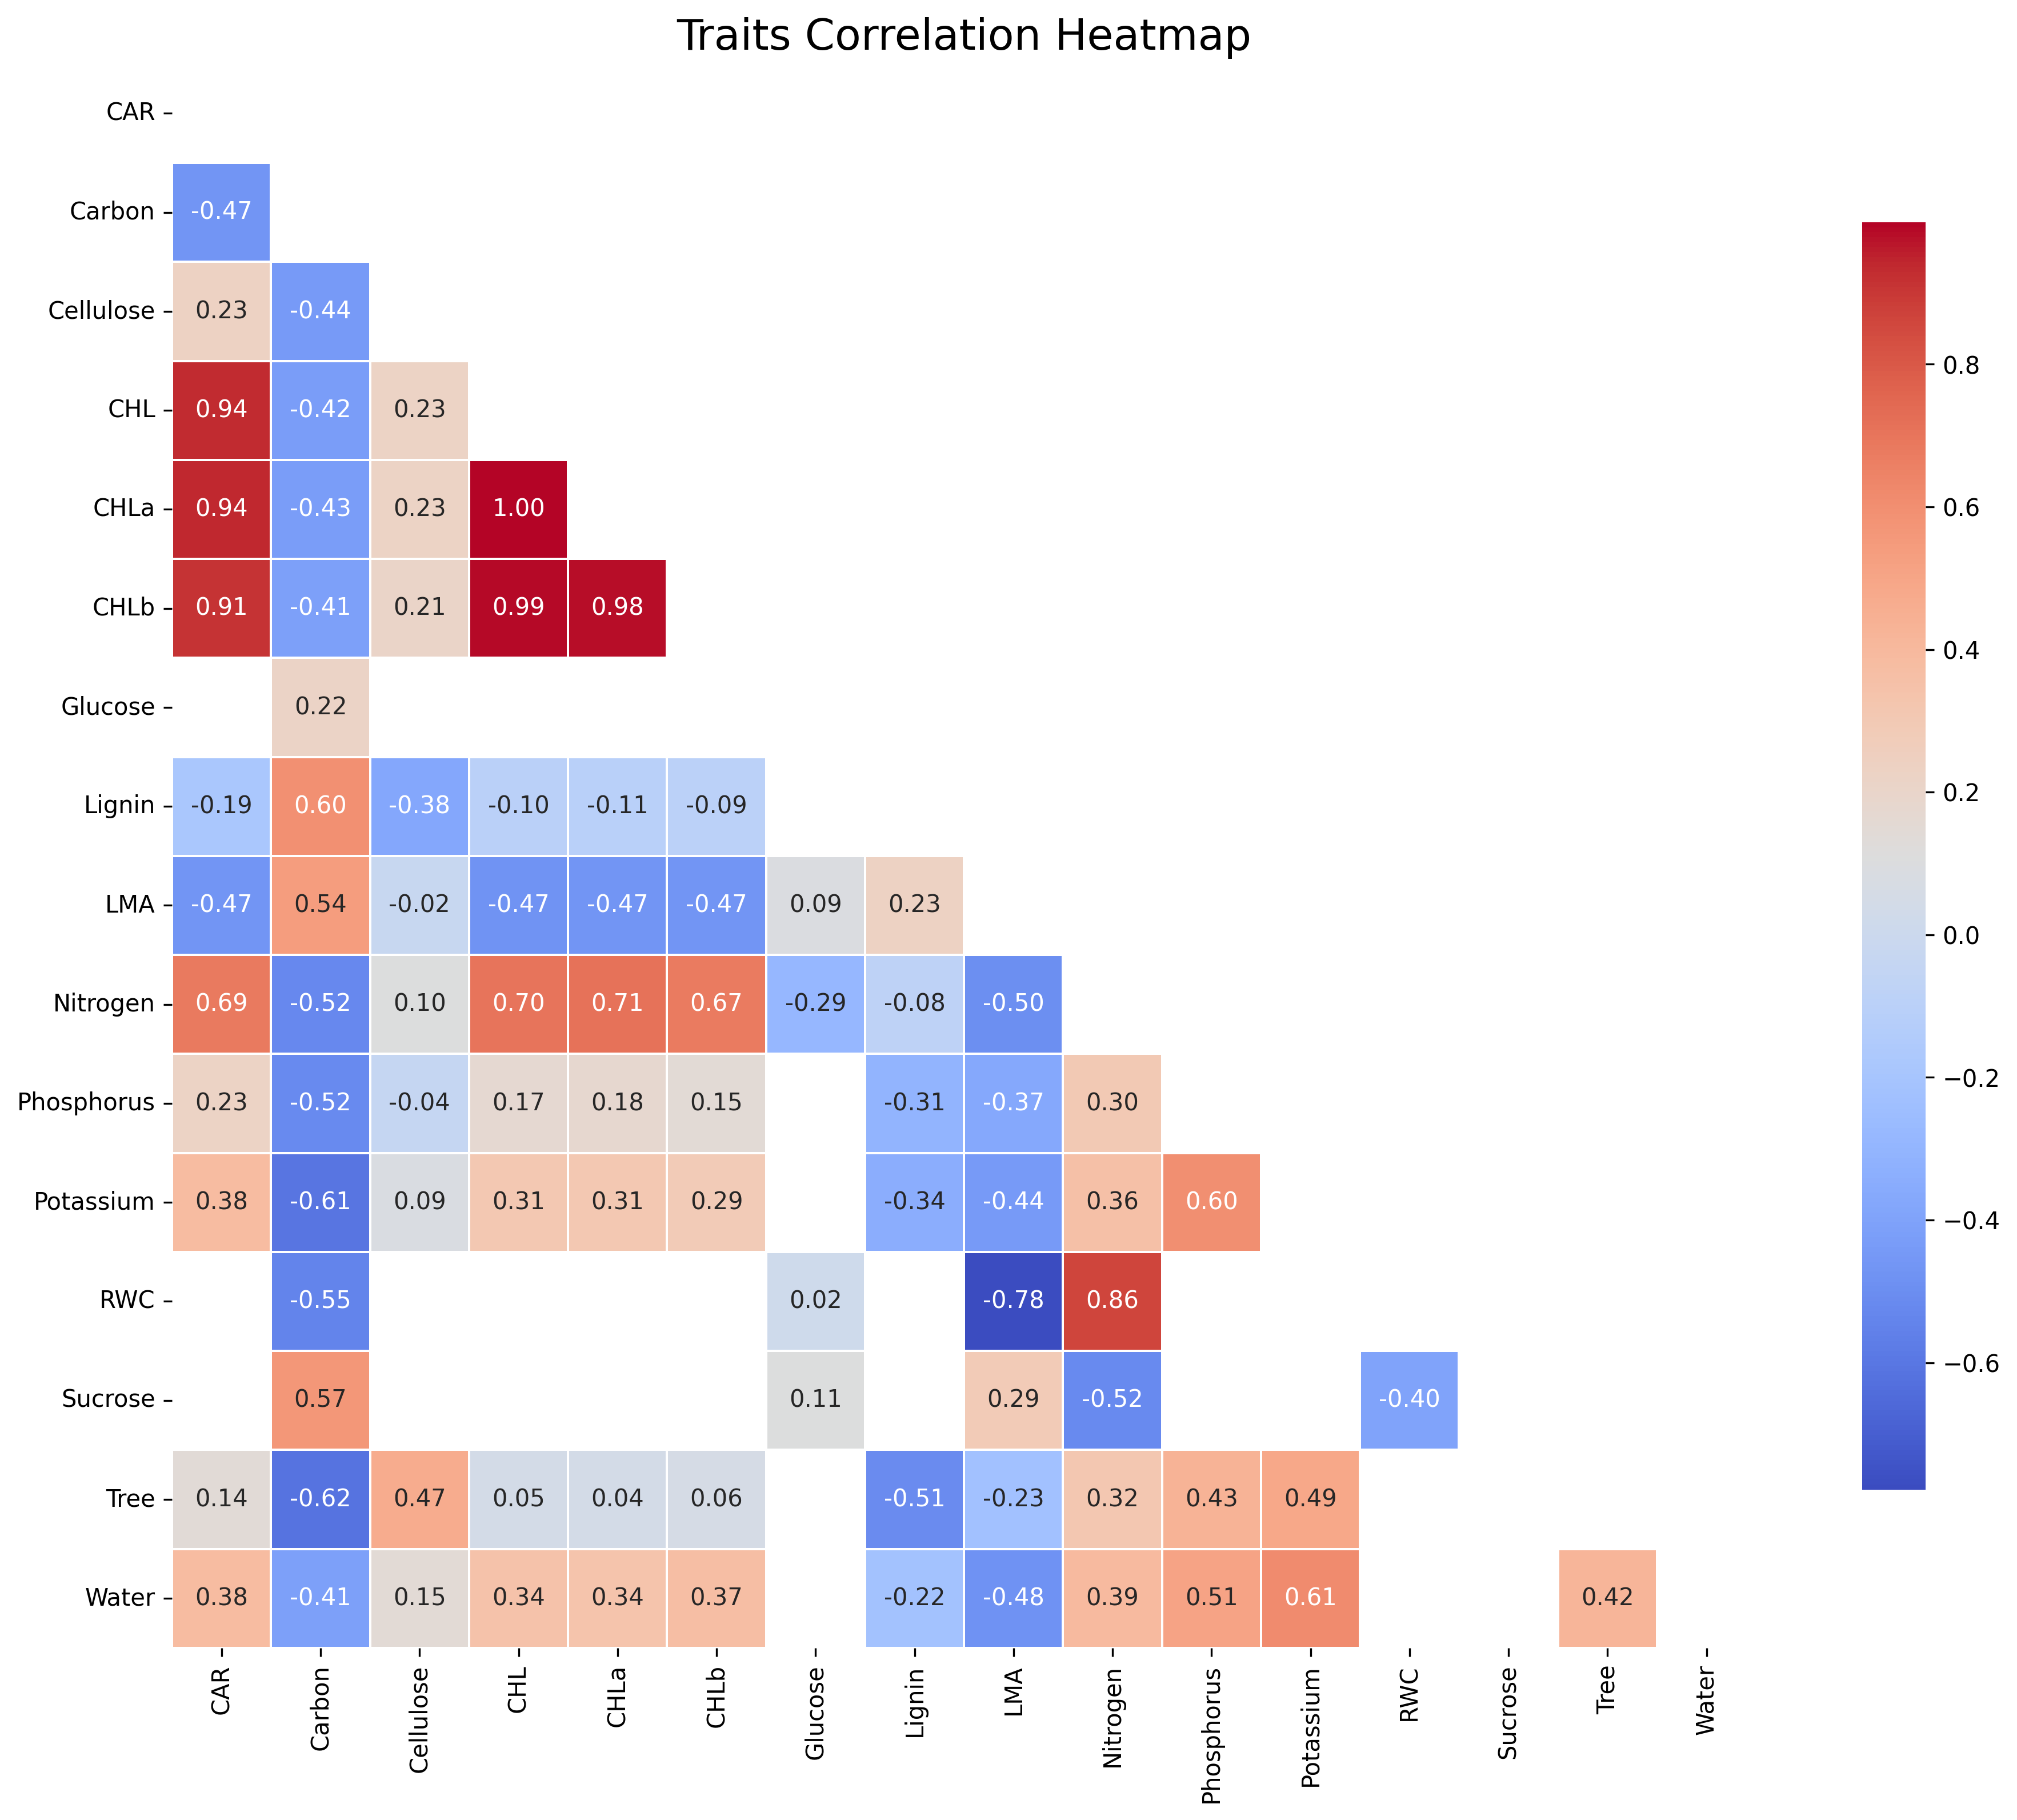 Traits Correlation Heatmap
CAR
Carbon -0.47
Cellulose 0.23 -0.44
CHL 0.94 -0.42 0.23
CHLa 0.94 -0.43 0.23 1.00
CHLb 0.91 -0.41 0.21 0.99 0.98
Glucose 0.22
Lignin -0.19 0.60 -0.38 -0.10 -0.11 -0.09
LMA -0.47 0.54 -0.02 -0.47 -0.47 -0.47 0.09 0.23
Nitrogen 0.69 -0.52 0.10 0.70 0.71 0.67 -0.29 -0.08 -0.50
Phosphorus 0.23 -0.52 -0.04 0.17 0.18 0.15 -0.31 -0.37 0.30
Potassium 0.38 -0.61 0.09 0.31 0.31 0.29 -0.34 -0.44 0.36 0.60
RWC -0.55 0.02 -0.78 0.86
Sucrose 0.57 0.11 0.29 -0.52 -0.40
Tree 0.14 -0.62 0.47 0.05 0.04 0.06 -0.51 -0.23 0.32 0.43 0.49
Water 0.38 -0.41 0.15 0.34 0.34 0.37 -0.22 -0.48 0.39 0.51 0.61 0.42
CAR Carbon Cellulose CHL CHLa CHLb Glucose Lignin LMA Nitrogen Phosphorus Potassium RWC Sucrose Tree Water
0.8
0.6
0.4
0.2
0.0
−0.2
−0.4
−0.6